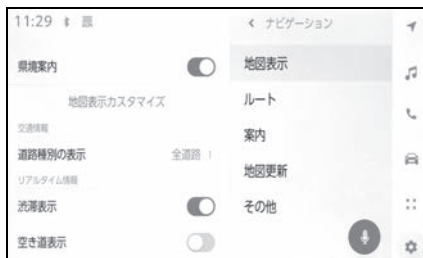 11:29
県境案内
地図表示カスタマイズ
交通情報
道路種別の表示 全道路
リアルタイム情報
渋滞表示
空き道表示
ナビゲーション
地図表示
ルート
案内
地図更新
その他